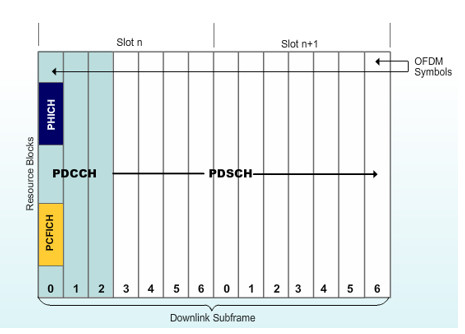 Slot n
Slot n+1
OFDM
Symbols
PHICH
Resource Blocks
PDCCH
PDSCH
PCFICH
0 1 2 3 4 5 6 0 1 2 3 4 5 6
Downlink Subframe